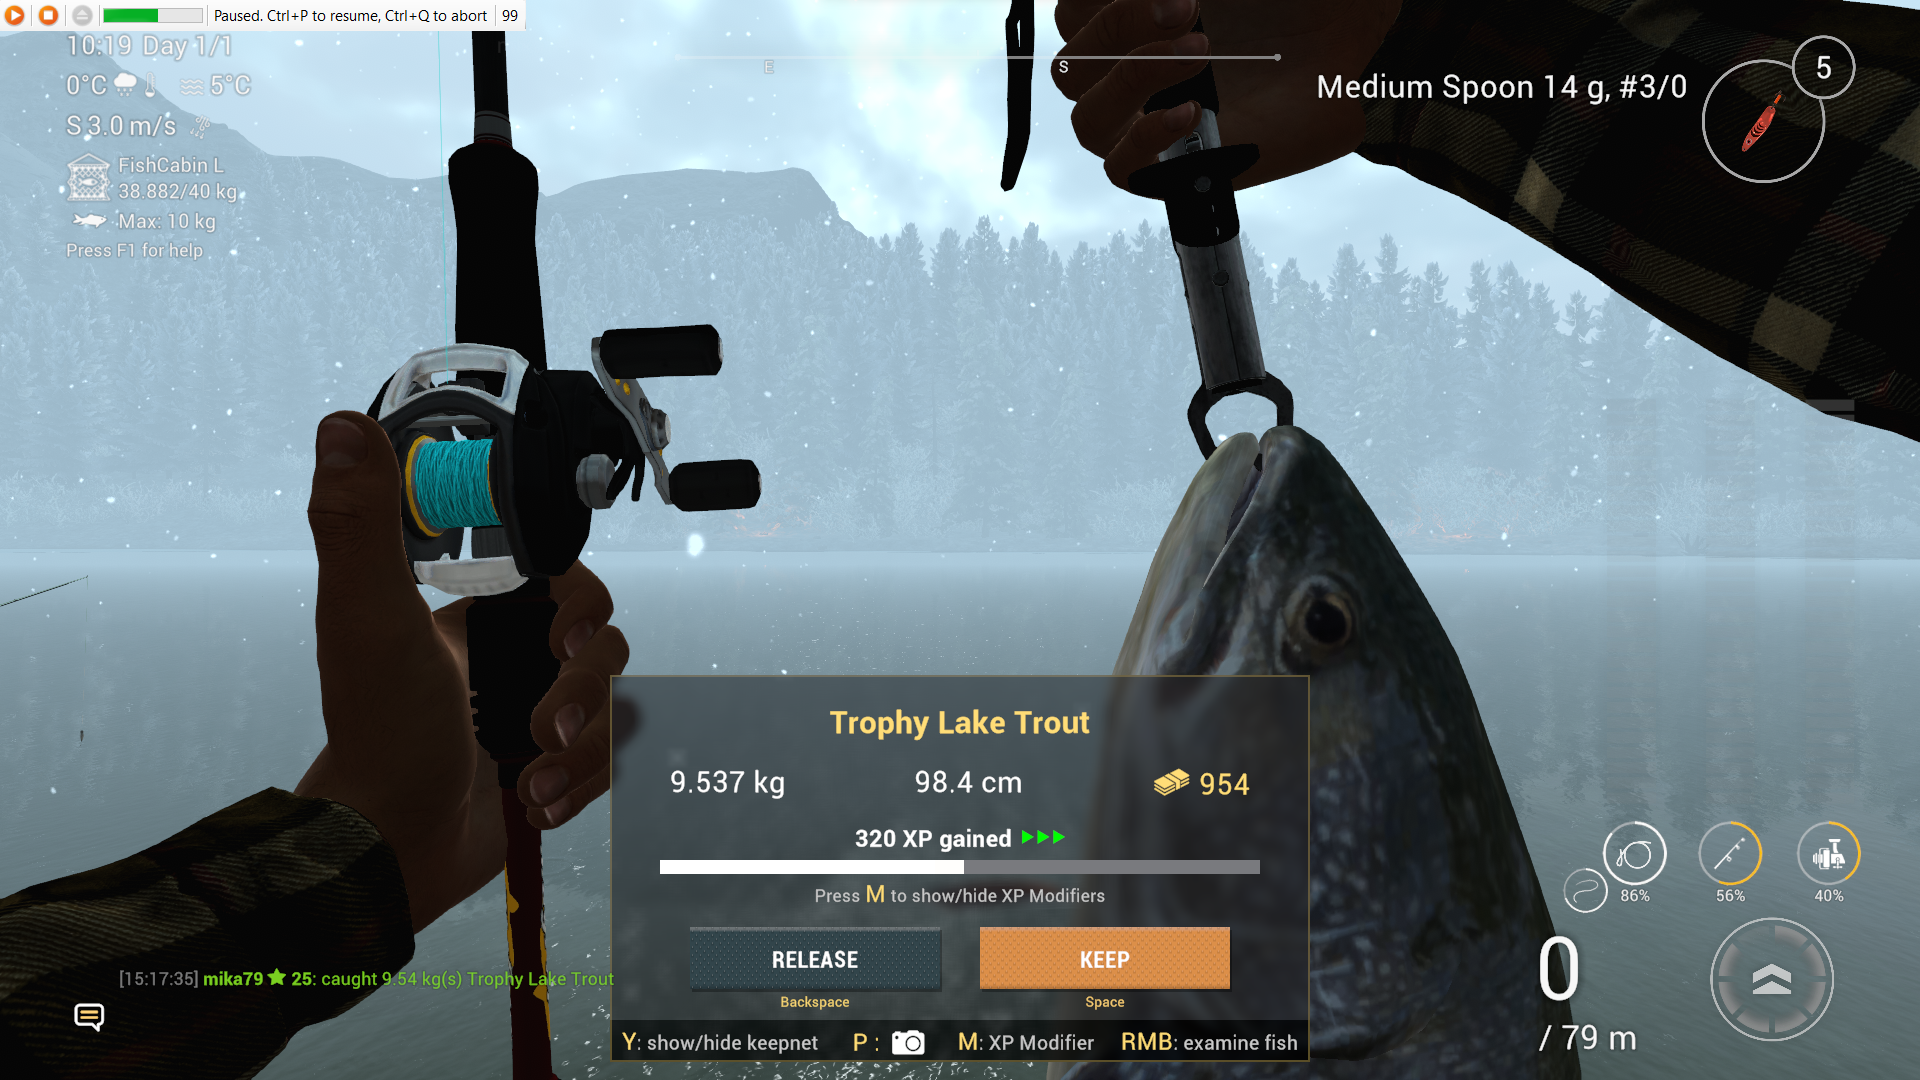 Paused. Ctrl+P to resume, Ctrl+Q to abort 99
10:19 Day 1/1
0°C 5°C
S 3.0 m/s
FishCabin L
38.882/40 kg
Max: 10 kg
Press F1 for help
E S
Medium Spoon 14 g, #3/0
5
Trophy Lake Trout
9.537 kg 98.4 cm 954
320 XP gained
Press M to show/hide XP Modifiers
RELEASE KEEP
Backspace Space
Y: show/hide keepnet P : M: XP Modifier RMB: examine fish
[15:17:35] mika79 25: caught 9.54 kg(s) Trophy Lake Trout
86% 56% 40%
0
/ 79 m